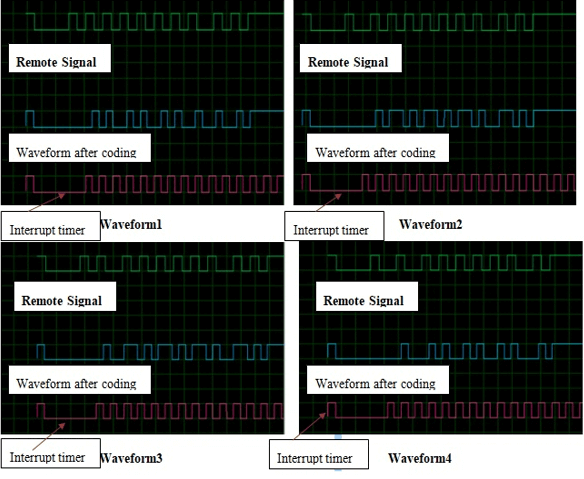 Remote Signal
Remote Signal
Waveform after coding
Waveform after coding
Interrupt timer
Waveform1
Interrupt timer
Waveform2
Remote Signal
Remote Signal
Waveform after coding
Waveform after coding
Interrupt timer
Waveform3
Interrupt timer
Waveform4